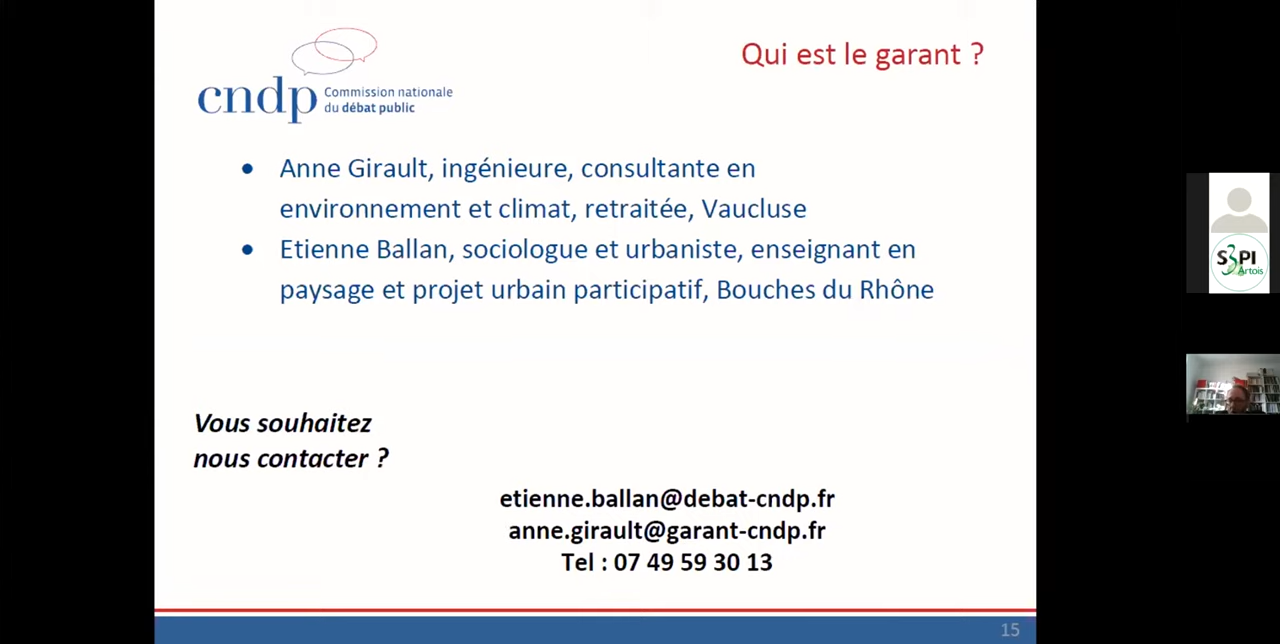 Qui est le garant ?
cndp
Commission nationale
du débat public
• Anne Girault, ingénieure, consultante en
environnement et climat, retraitée, Vaucluse
• Etienne Ballan, sociologue et urbaniste, enseignant en
paysage et projet urbain participatif, Bouches du Rhône
Vous souhaitez
nous contacter ?
etienne.ballan@debat-cndp.fr
anne.girault@garant-cndp.fr
Tel : 07 49 59 30 13
15
S3PI
Artois